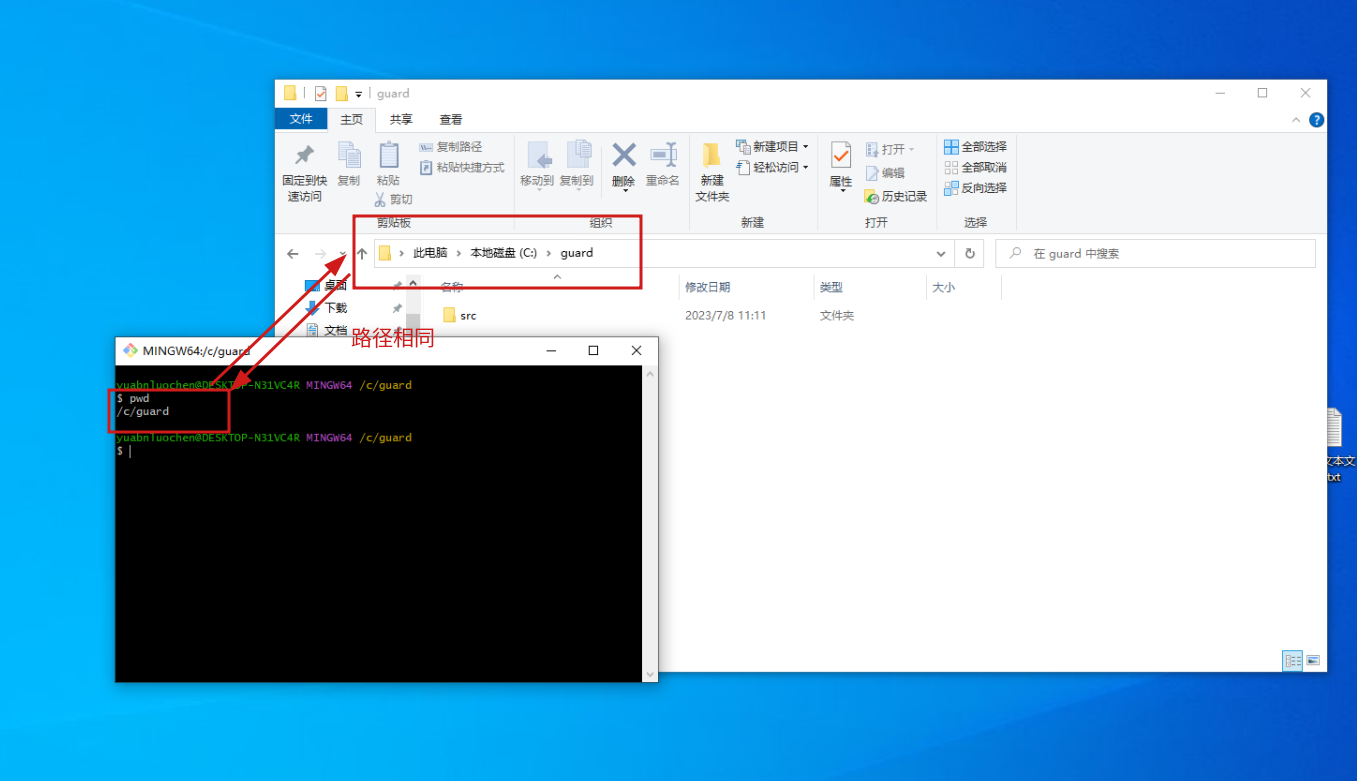 guard
文件 主页 共享 查看
固定到快
速访问
复制
粘贴
复制路径
粘贴快捷方式
剪切
剪贴板
移动到 复制到 删除 重命名
组织
新建
文件夹
新建项目
轻松访问
新建
属性
打开
编辑
历史记录
打开
全部选择
全部取消
反向选择
选择
此电脑 › 本地磁盘 (C:) › guard
在 guard 中搜索
桌面
下载
文档
名称 修改日期 类型 大小
src 2023/7/8 11:11 文件夹
路径相同
MINGW64:/c/guard
yuabnluochen@DESKTOP-N31VC4R MINGW64 /c/guard
$ pwd
/c/guard
yuabnluochen@DESKTOP-N31VC4R MINGW64 /c/guard
$
本文
txt